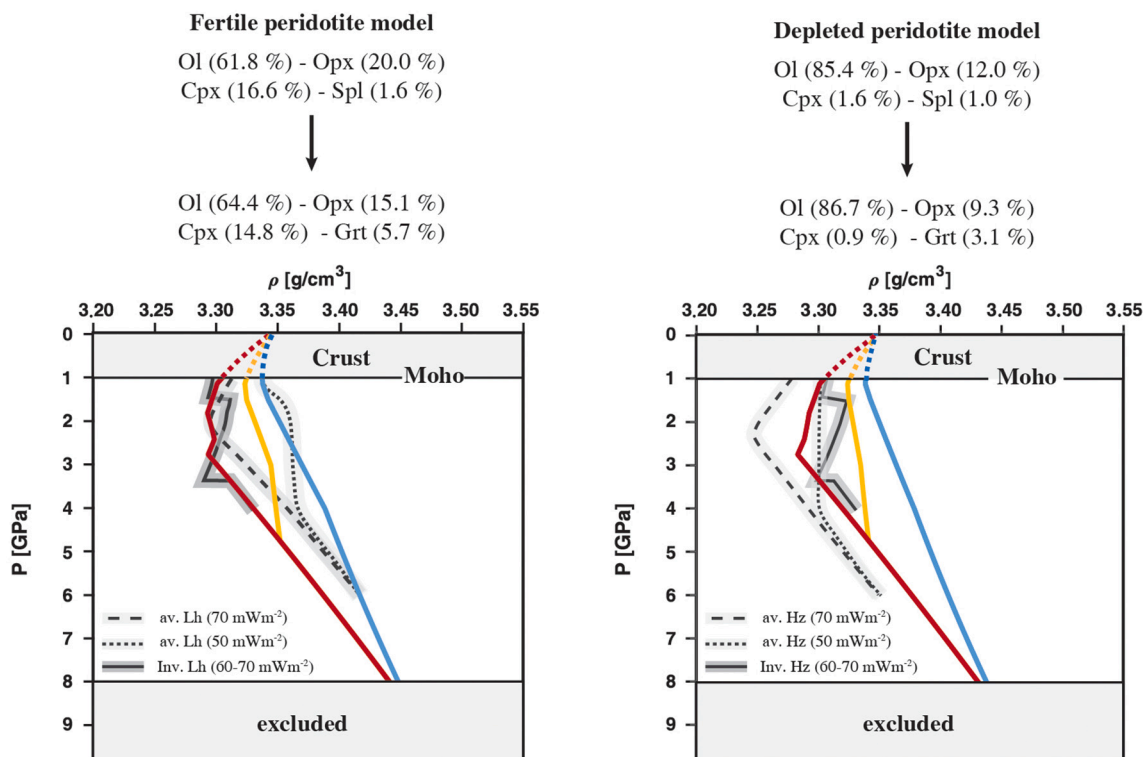 Fertile peridotite model
Ol (61.8 %) - Opx (20.0 %)
Cpx (16.6 %) - Spl (1.6 %)
Ol (64.4 %) - Opx (15.1 %)
Cpx (14.8 %) - Grt (5.7 %)
ρ [g/cm³]
3.20 3.25 3.30 3.35 3.40 3.45 3.50 3.55
0
1
2
3
4
5
6
7
8
9
P [GPa]
Crust
Moho
av. Lh (70 mWm⁻²)
av. Lh (50 mWm⁻²)
Inv. Lh (60-70 mWm⁻²)
excluded
Depleted peridotite model
Ol (85.4 %) - Opx (12.0 %)
Cpx (1.6 %) - Spl (1.0 %)
Ol (86.7 %) - Opx (9.3 %)
Cpx (0.9 %) - Grt (3.1 %)
ρ [g/cm³]
3.20 3.25 3.30 3.35 3.40 3.45 3.50 3.55
0
1
2
3
4
5
6
7
8
9
P [GPa]
Crust
Moho
av. Hz (70 mWm⁻²)
av. Hz (50 mWm⁻²)
Inv. Hz (60-70 mWm⁻²)
excluded